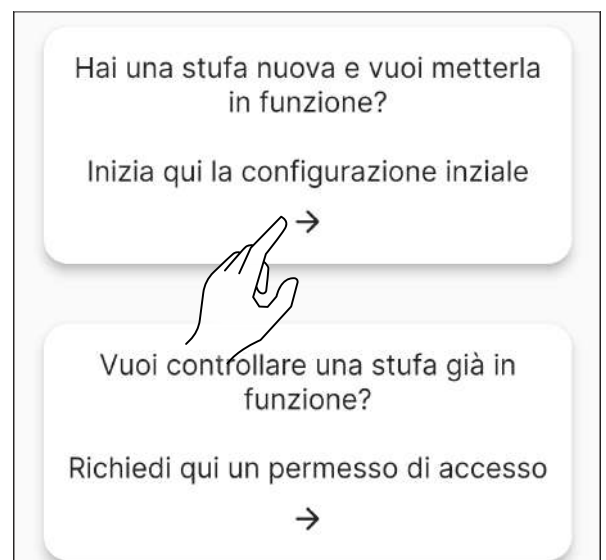 Hai una stufa nuova e vuoi metterla
in funzione?
Inizia qui la configurazione inziale
→
Vuoi controllare una stufa già in
funzione?
Richiedi qui un permesso di accesso
→